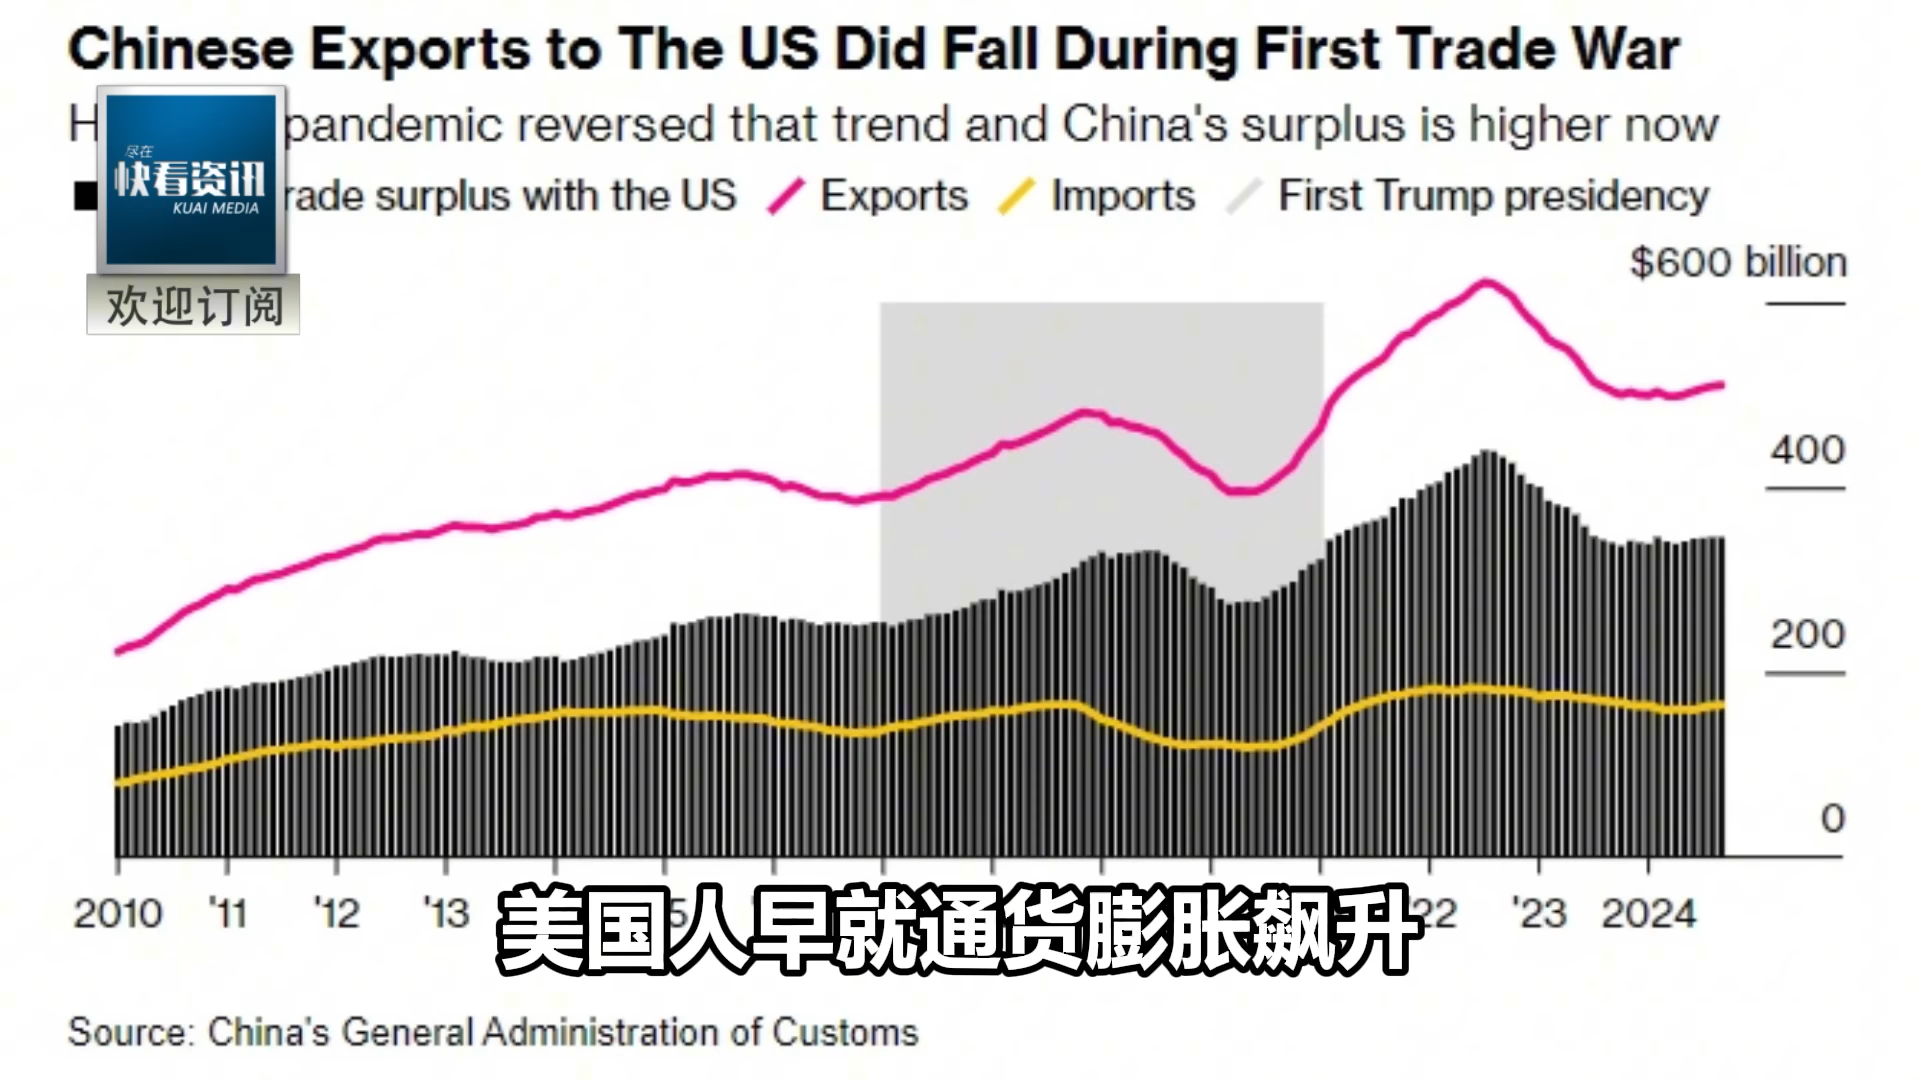 Chinese Exports to The US Did Fall During First Trade War
pandemic reversed that trend and China's surplus is higher now
尽在
快看资讯
KUAI MEDIA
欢迎订阅
surplus with the US Exports Imports First Trump presidency
$600 billion
400
200
0
2010 '11 '12 '13 '22 '23 2024
美国人早就通货膨胀飙升
Source: China's General Administration of Customs